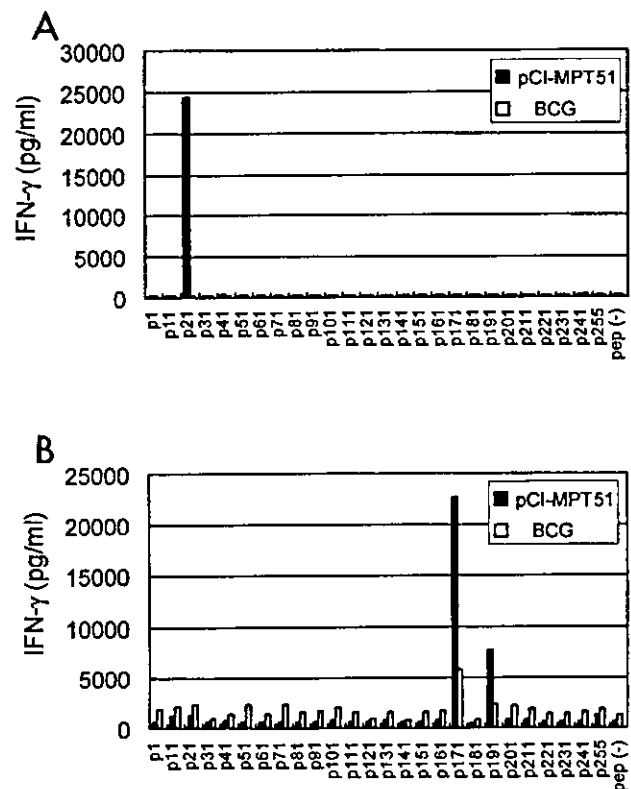 A
IFN-γ (pg/ml)
30000
25000
20000
15000
10000
5000
0
pCI-MPT51
BCG
p1
p11
p21
p31
p41
p51
p61
p71
p81
p91
p101
p111
p121
p131
p141
p151
p161
p171
p181
p191
p201
p211
p221
p231
p241
p255
pep (-)
B
IFN-γ (pg/ml)
25000
20000
15000
10000
5000
0
pCI-MPT51
BCG
p1
p11
p21
p31
p41
p51
p61
p71
p81
p91
p101
p111
p121
p131
p141
p151
p161
p171
p181
p191
p201
p211
p221
p231
p241
p255
pep (-)